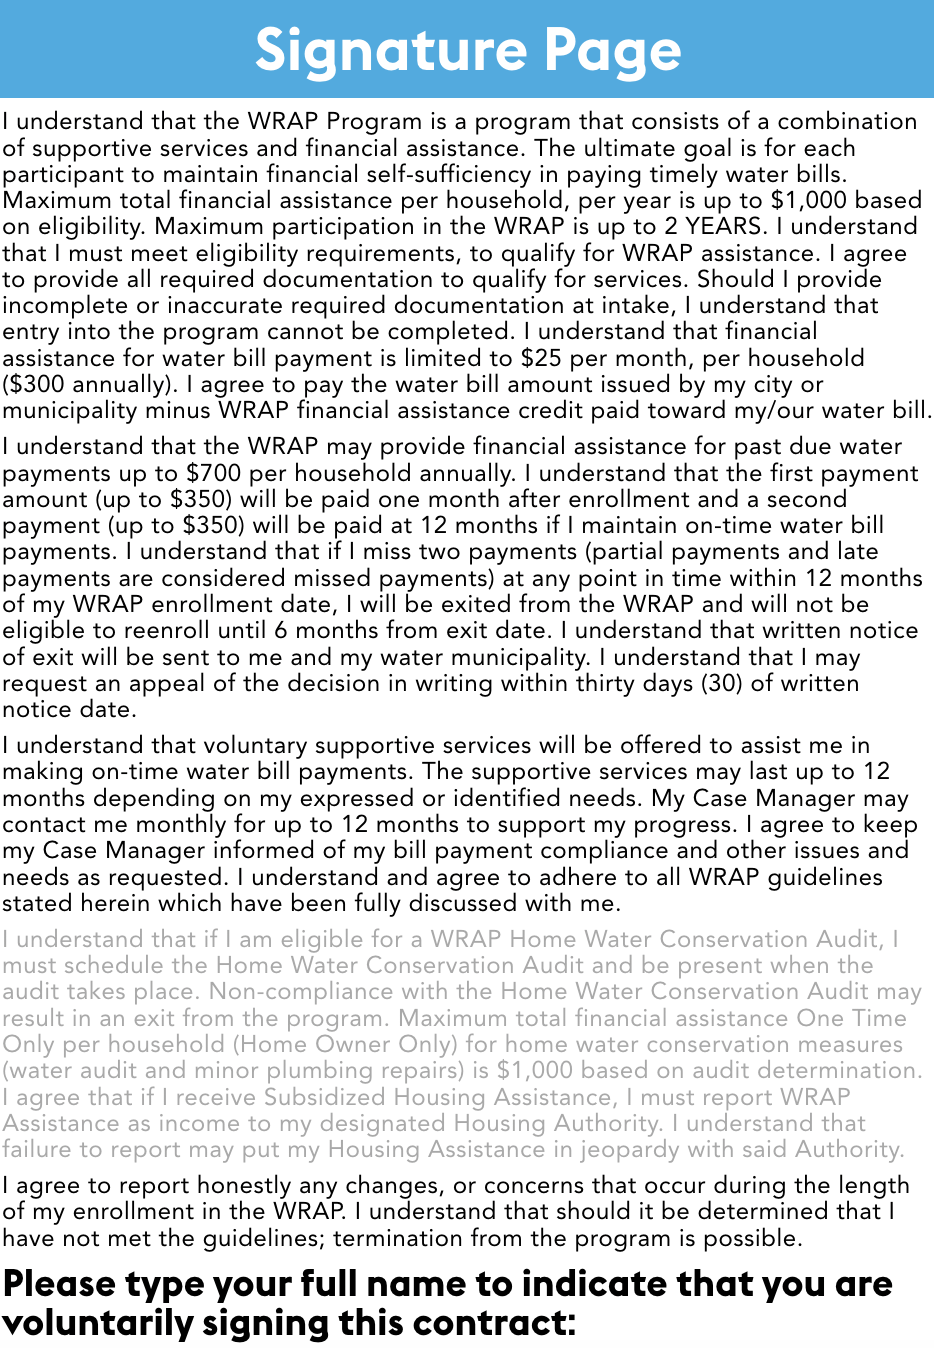 Signature Page
I understand that the WRAP Program is a program that consists of a combination
of supportive services and financial assistance. The ultimate goal is for each
participant to maintain financial self-sufficiency in paying timely water bills.
Maximum total financial assistance per household, per year is up to $1,000 based
on eligibility. Maximum participation in the WRAP is up to 2 YEARS. I understand
that I must meet eligibility requirements, to qualify for WRAP assistance. I agree
to provide all required documentation to qualify for services. Should I provide
incomplete or inaccurate required documentation at intake, I understand that
entry into the program cannot be completed. I understand that financial
assistance for water bill payment is limited to $25 per month, per household
($300 annually). I agree to pay the water bill amount issued by my city or
municipality minus WRAP financial assistance credit paid toward my/our water bill.
I understand that the WRAP may provide financial assistance for past due water
payments up to $700 per household annually. I understand that the first payment
amount (up to $350) will be paid one month after enrollment and a second
payment (up to $350) will be paid at 12 months if I maintain on-time water bill
payments. I understand that if I miss two payments (partial payments and late
payments are considered missed payments) at any point in time within 12 months
of my WRAP enrollment date, I will be exited from the WRAP and will not be
eligible to reenroll until 6 months from exit date. I understand that written notice
of exit will be sent to me and my water municipality. I understand that I may
request an appeal of the decision in writing within thirty days (30) of written
notice date.
I understand that voluntary supportive services will be offered to assist me in
making on-time water bill payments. The supportive services may last up to 12
months depending on my expressed or identified needs. My Case Manager may
contact me monthly for up to 12 months to support my progress. I agree to keep
my Case Manager informed of my bill payment compliance and other issues and
needs as requested. I understand and agree to adhere to all WRAP guidelines
stated herein which have been fully discussed with me.
I understand that if I am eligible for a WRAP Home Water Conservation Audit, I
must schedule the Home Water Conservation Audit and be present when the
audit takes place. Non-compliance with the Home Water Conservation Audit may
result in an exit from the program. Maximum total financial assistance One Time
Only per household (Home Owner Only) for home water conservation measures
(water audit and minor plumbing repairs) is $1,000 based on audit determination.
I agree that if I receive Subsidized Housing Assistance, I must report WRAP
Assistance as income to my designated Housing Authority. I understand that
failure to report may put my Housing Assistance in jeopardy with said Authority.
I agree to report honestly any changes, or concerns that occur during the length
of my enrollment in the WRAP. I understand that should it be determined that I
have not met the guidelines; termination from the program is possible.
Please type your full name to indicate that you are
voluntarily signing this contract: